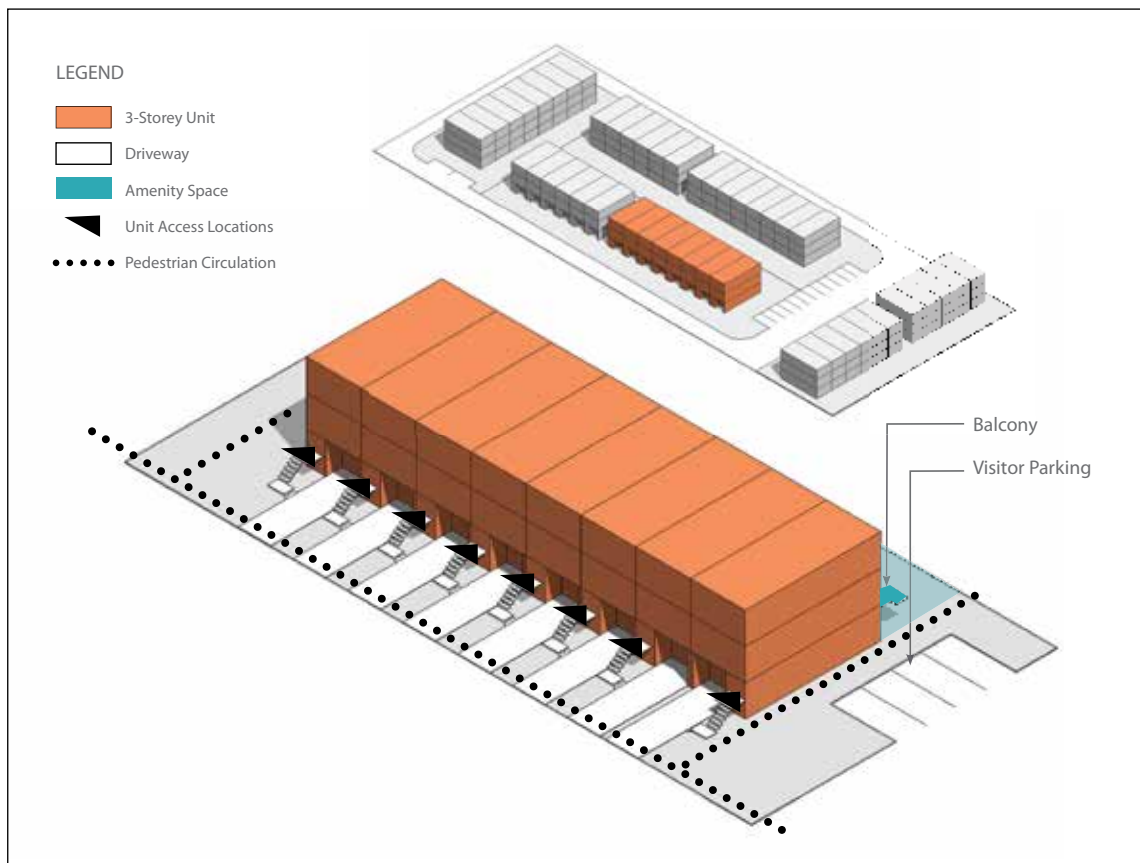 LEGEND
3-Storey Unit
Driveway
Amenity Space
Unit Access Locations
Pedestrian Circulation
Balcony
Visitor Parking